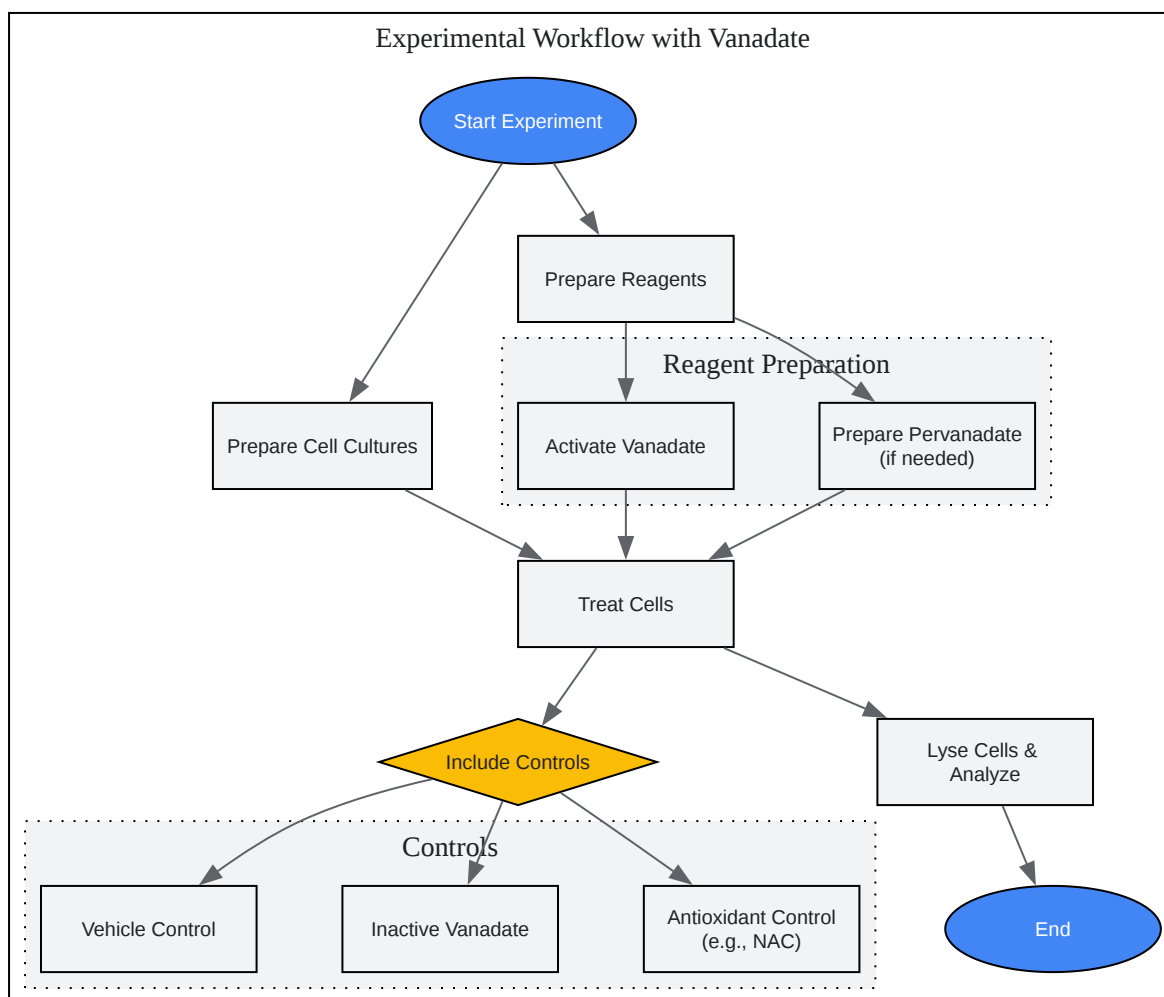 Experimental Workflow with Vanadate
Start Experiment
Prepare Reagents
Reagent Preparation
Prepare Cell Cultures
Activate Vanadate
Prepare Pervanadate
(if needed)
Treat Cells
Include Controls
Lyse Cells &
Analyze
Controls
Vehicle Control
Inactive Vanadate
Antioxidant Control
(e.g., NAC)
End